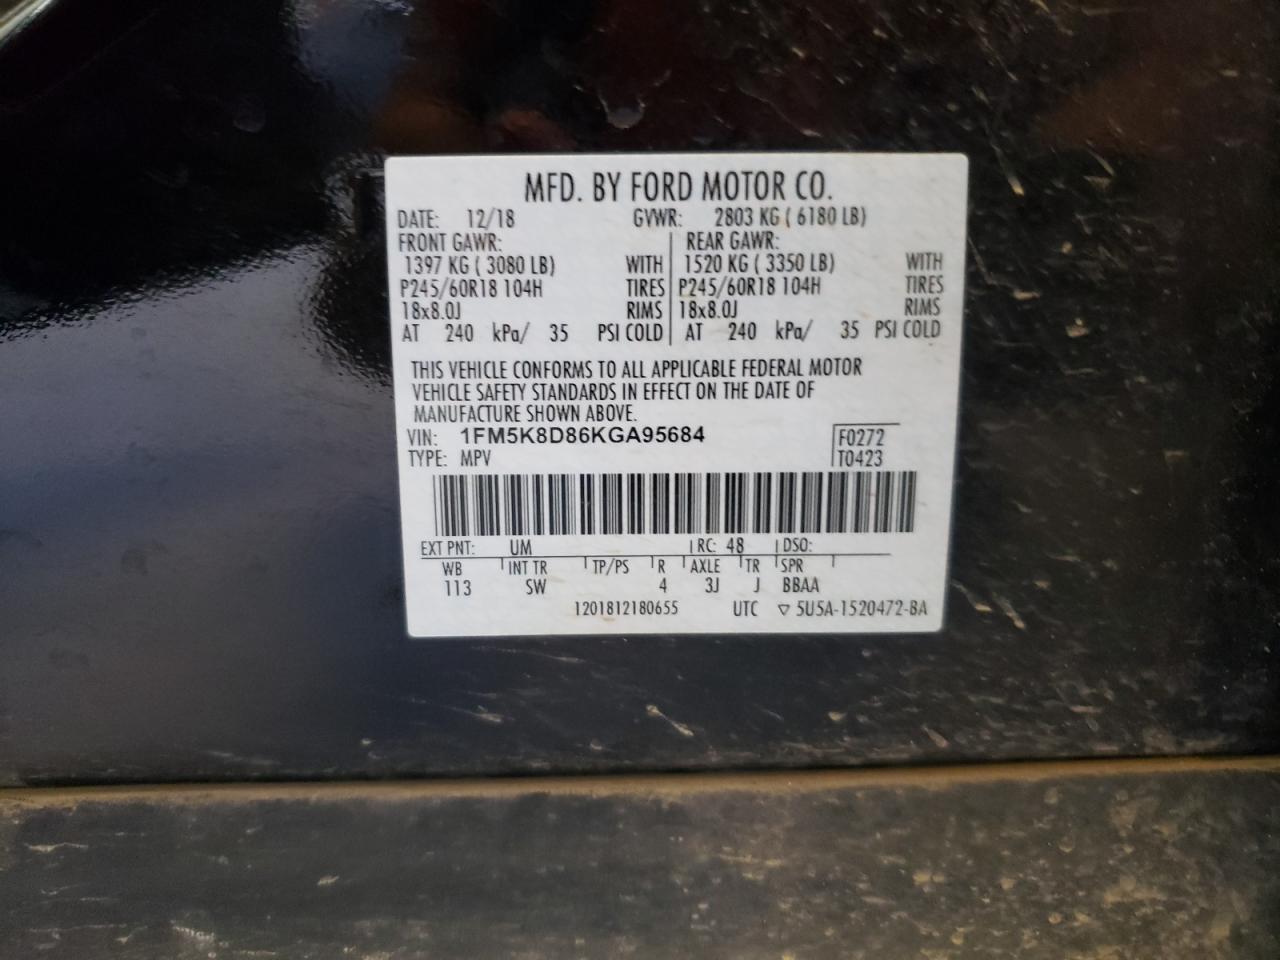 MFD. BY FORD MOTOR CO.
DATE: 12/18 GVWR: 2803 KG ( 6180 LB)
FRONT GAWR: REAR GAWR:
1397 KG ( 3080 LB) WITH 1520 KG ( 3350 LB) WITH
P245/60R18 104H TIRES P245/60R18 104H TIRES
18x8.0J RIMS 18x8.0J RIMS
AT 240 kPa/ 35 PSI COLD AT 240 kPa/ 35 PSI COLD
THIS VEHICLE CONFORMS TO ALL APPLICABLE FEDERAL MOTOR
VEHICLE SAFETY STANDARDS IN EFFECT ON THE DATE OF
MANUFACTURE SHOWN ABOVE.
VIN: 1FM5K8D86KGA95684 F0272
TYPE: MPV T0423
EXT PNT: UM RC: 48 DSO:
WB INT TR TP/PS R AXLE TR SPR
113 SW 4 3J J BBAA
1201812180655 UTC ▽ 5U5A-1520472-BA